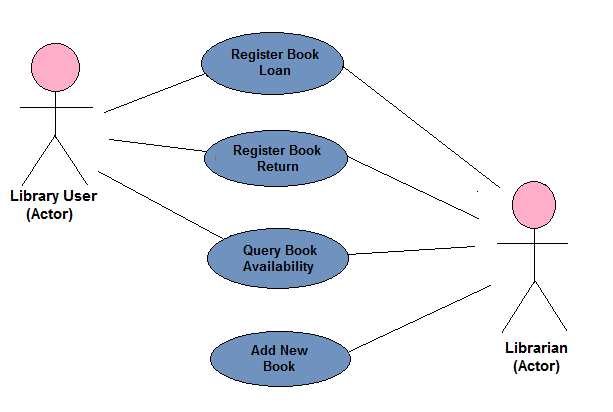 Register Book
Loan
Register Book
Return
Library User
(Actor)
Query Book
Availability
Add New
Book
Librarian
(Actor)